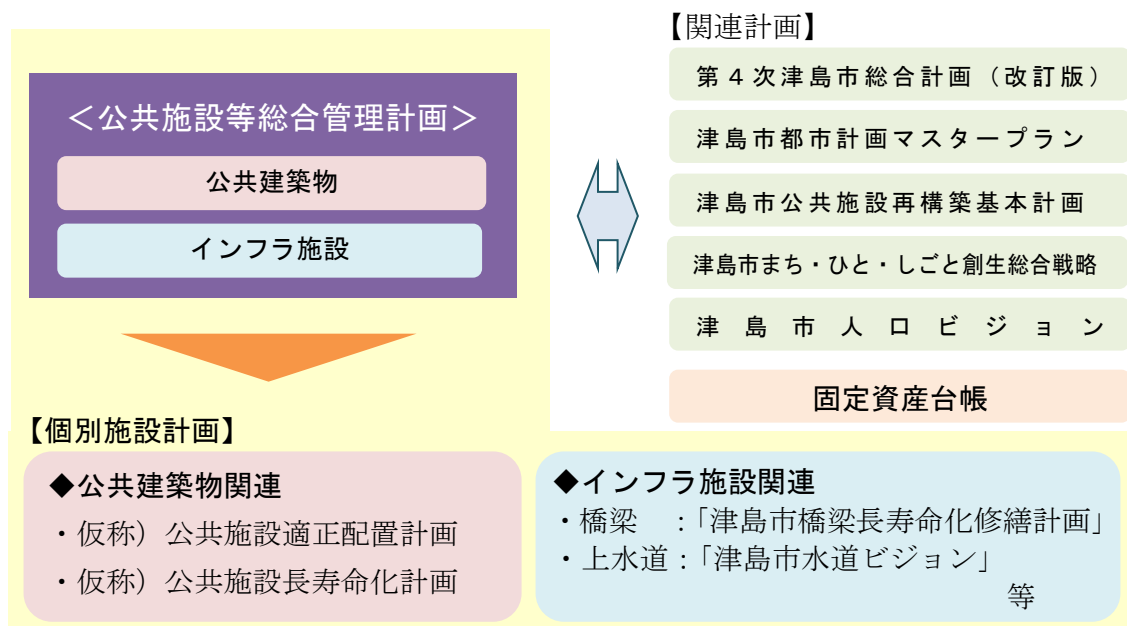 ＜公共施設等総合管理計画＞
公共建築物
インフラ施設
【関連計画】
第４次津島市総合計画（改訂版）
津島市都市計画マスタープラン
津島市公共施設再構築基本計画
津島市まち・ひと・しごと創生総合戦略
津島市人口ビジョン
固定資産台帳
【個別施設計画】
◆公共建築物関連
・仮称）公共施設適正配置計画
・仮称）公共施設長寿命化計画
◆インフラ施設関連
・橋梁　：「津島市橋梁長寿命化修繕計画」
・上水道：「津島市水道ビジョン」
等